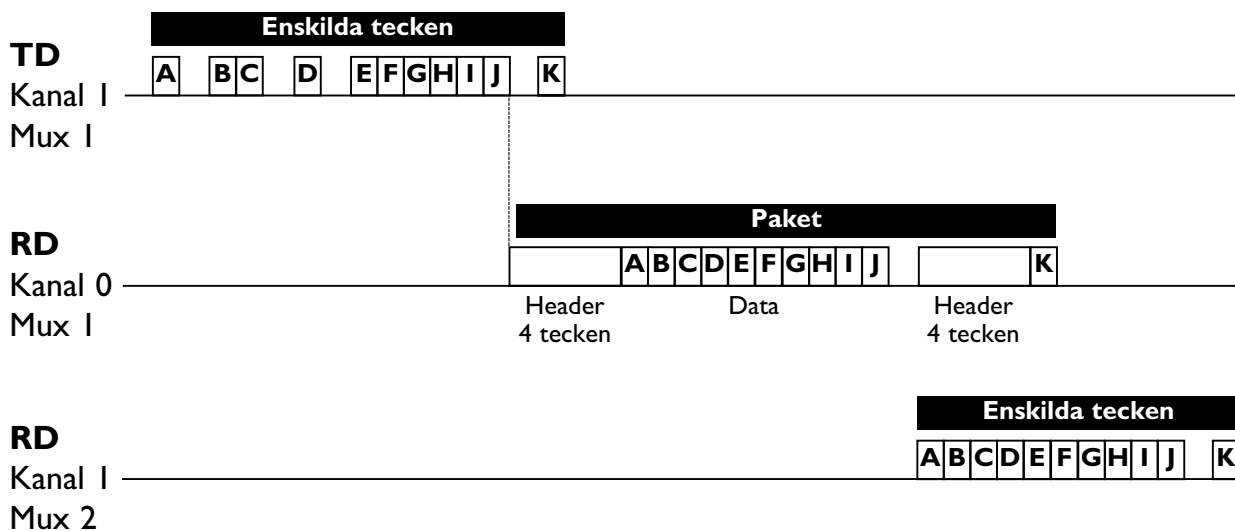 Enskilda tecken
TD
A B C D E F G H I J K
Kanal 1
Mux 1
Paket
RD
A B C D E F G H I J K
Kanal 0
Header Data Header
Mux 1
4 tecken 4 tecken
Enskilda tecken
RD
A B C D E F G H I J K
Kanal 1
Mux 2